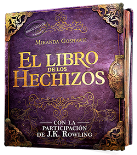 MIRANDA GOSHAWK
EL LIBRO
DE LOS
HECHIZOS
CON LA
PARTICIPACIÓN
DE J.K. ROWLING